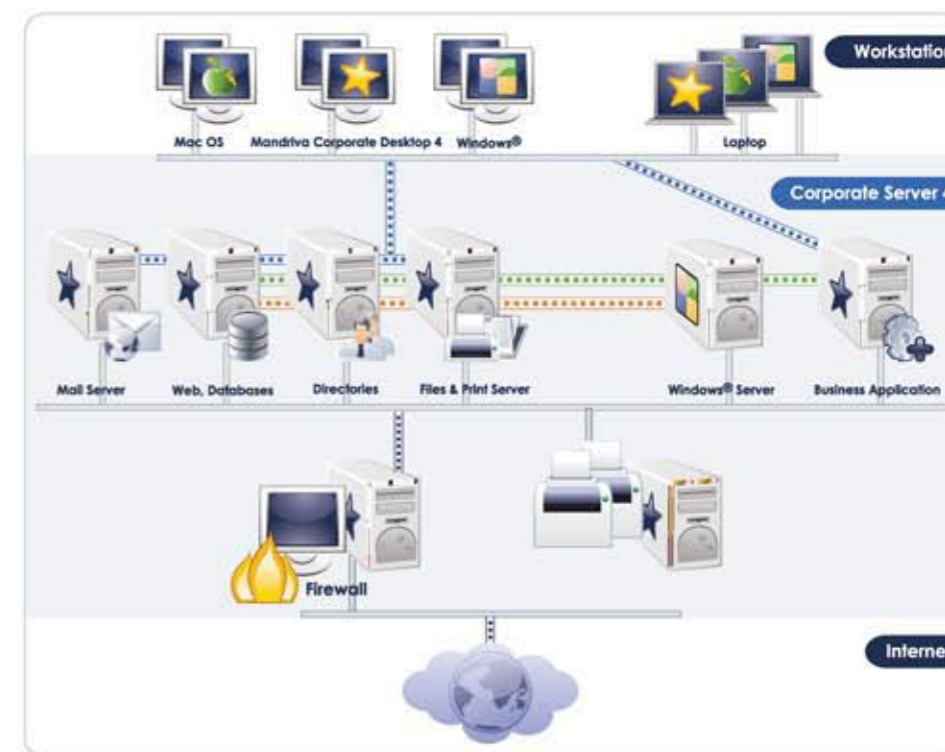 Workstation
Mac OS
Mandriva Corporate Desktop 4
Windows®
Laptop
Corporate Server 4
Mail Server
Web, Databases
Directories
Files & Print Server
Windows® Server
Business Application
Firewall
Interne